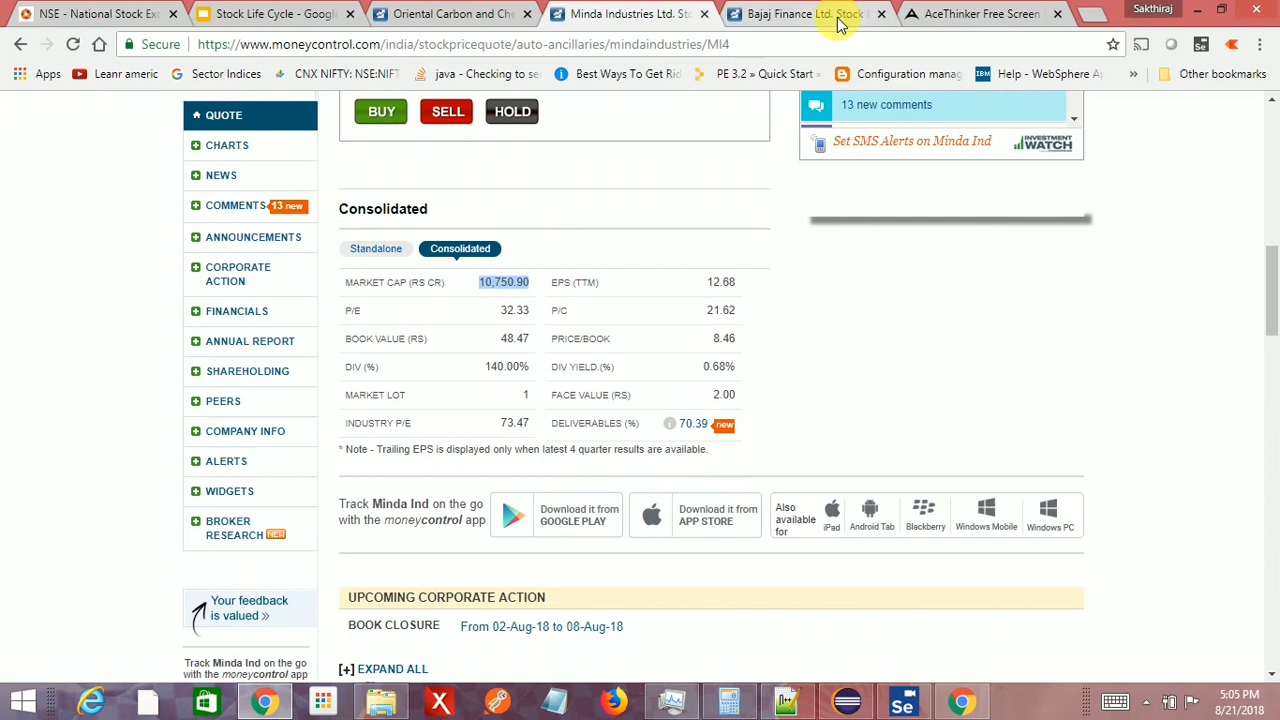 NSE - National Stock Exc
Stock Life Cycle - Google
Oriental Carbon and Che
Minda Industries Ltd. Sto
Bajaj Finance Ltd. Stock
AceThinker Free Screen
Sakthiraj
Secure
https://www.moneycontrol.com/india/stockpricequote/auto-ancillaries/mindaindustries/MI4
Apps
Learn americ
Sector Indices
CNX NIFTY: NSE:NIFT
java - Checking to se
Best Ways To Get Rid
E 3.2 » Quick Start »
Configuration manag
Help - WebSphere Ap
»
Other bookmarks
QUOTE
CHARTS
NEWS
COMMENTS 13 new
ANNOUNCEMENTS
CORPORATE
ACTION
FINANCIALS
ANNUAL REPORT
SHAREHOLDING
PEERS
COMPANY INFO
ALERTS
WIDGETS
BROKER
RESEARCH NEW
Your feedback
is valued »
Track Minda Ind on the go
with the moneycontrol app
BUY SELL HOLD
13 new comments
Set SMS Alerts on Minda Ind
INVESTMENT
WATCH
Consolidated
Standalone Consolidated
MARKET CAP (RS CR) 10,750.90 EPS (TTM) 12.68
P/E 32.33 P/C 21.62
BOOK VALUE (RS) 48.47 PRICE/BOOK 8.46
DIV (%) 140.00% DIV YIELD.(%) 0.68%
MARKET LOT 1 FACE VALUE (RS) 2.00
INDUSTRY P/E 73.47 DELIVERABLES (%) i 70.39 new
* Note - Trailing EPS is displayed only when latest 4 quarter results are available.
Track Minda Ind on the go
with the moneycontrol app
Download it from
GOOGLE PLAY
Download it from
APP STORE
Also
available
for
iPad
Android Tab
Blackberry
Windows Mobile
Windows PC
UPCOMING CORPORATE ACTION
BOOK CLOSURE From 02-Aug-18 to 08-Aug-18
[+] EXPAND ALL
5:05 PM
8/21/2018